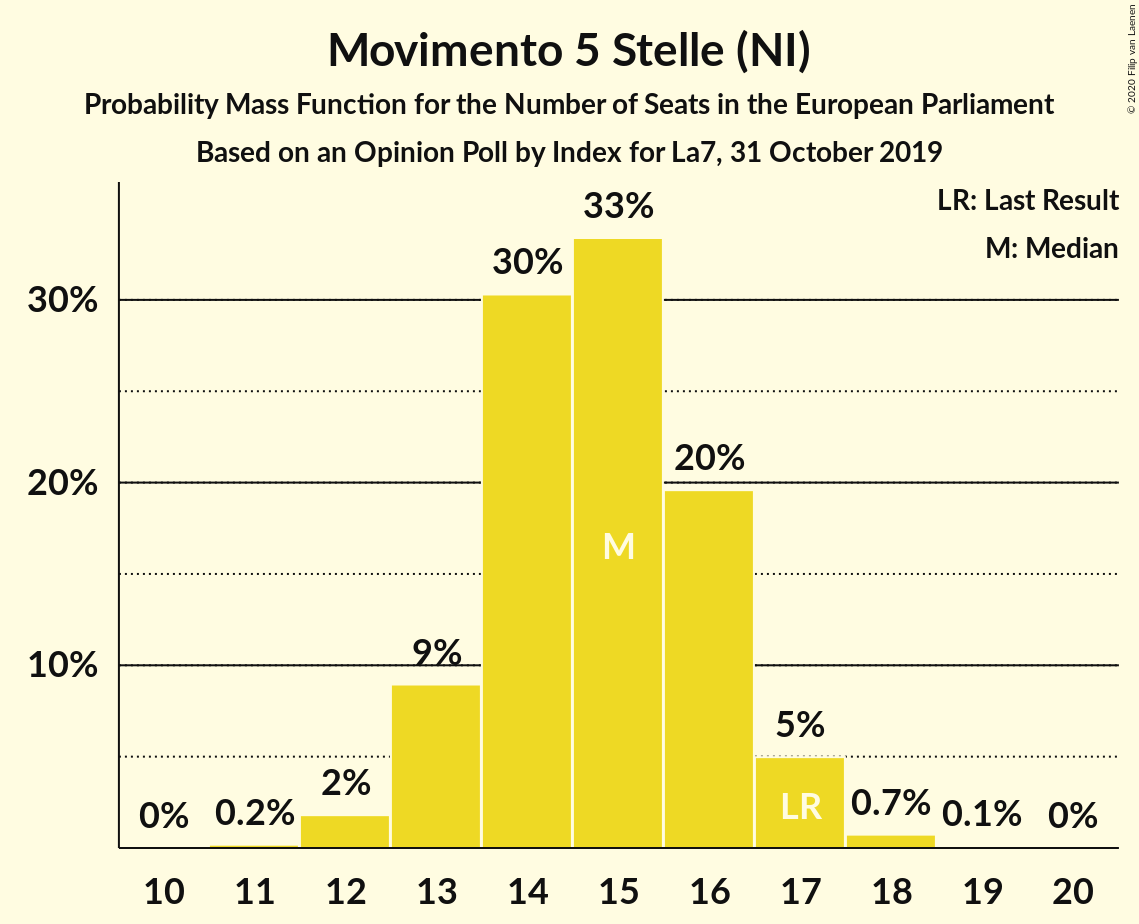 Movimento 5 Stelle (NI)
Probability Mass Function for the Number of Seats in the European Parliament
Based on an Opinion Poll by Index for La7, 31 October 2019
© 2020 Filip van Laenen
LR: Last Result
M: Median
33%
30%
30%
20%
20%
M
9%
10%
5%
2%
LR
0%
0.2%
0.7%
0.1%
0%
10 11 12 13 14 15 16 17 18 19 20